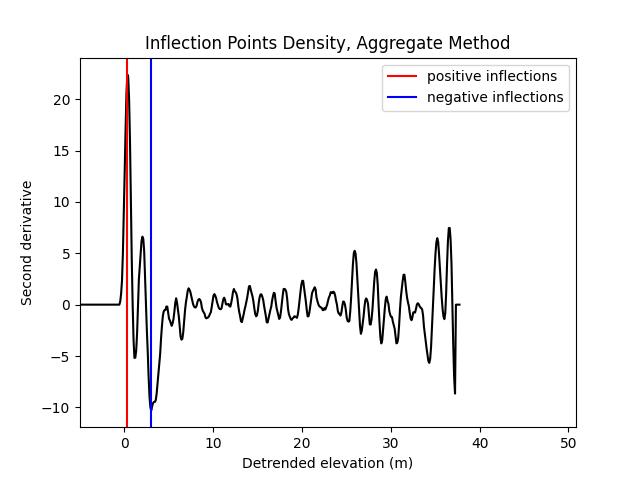 Inflection Points Density, Aggregate Method
positive inflections
negative inflections
Second derivative
20
15
10
5
0
−5
−10
0 10 20 30 40 50
Detrended elevation (m)